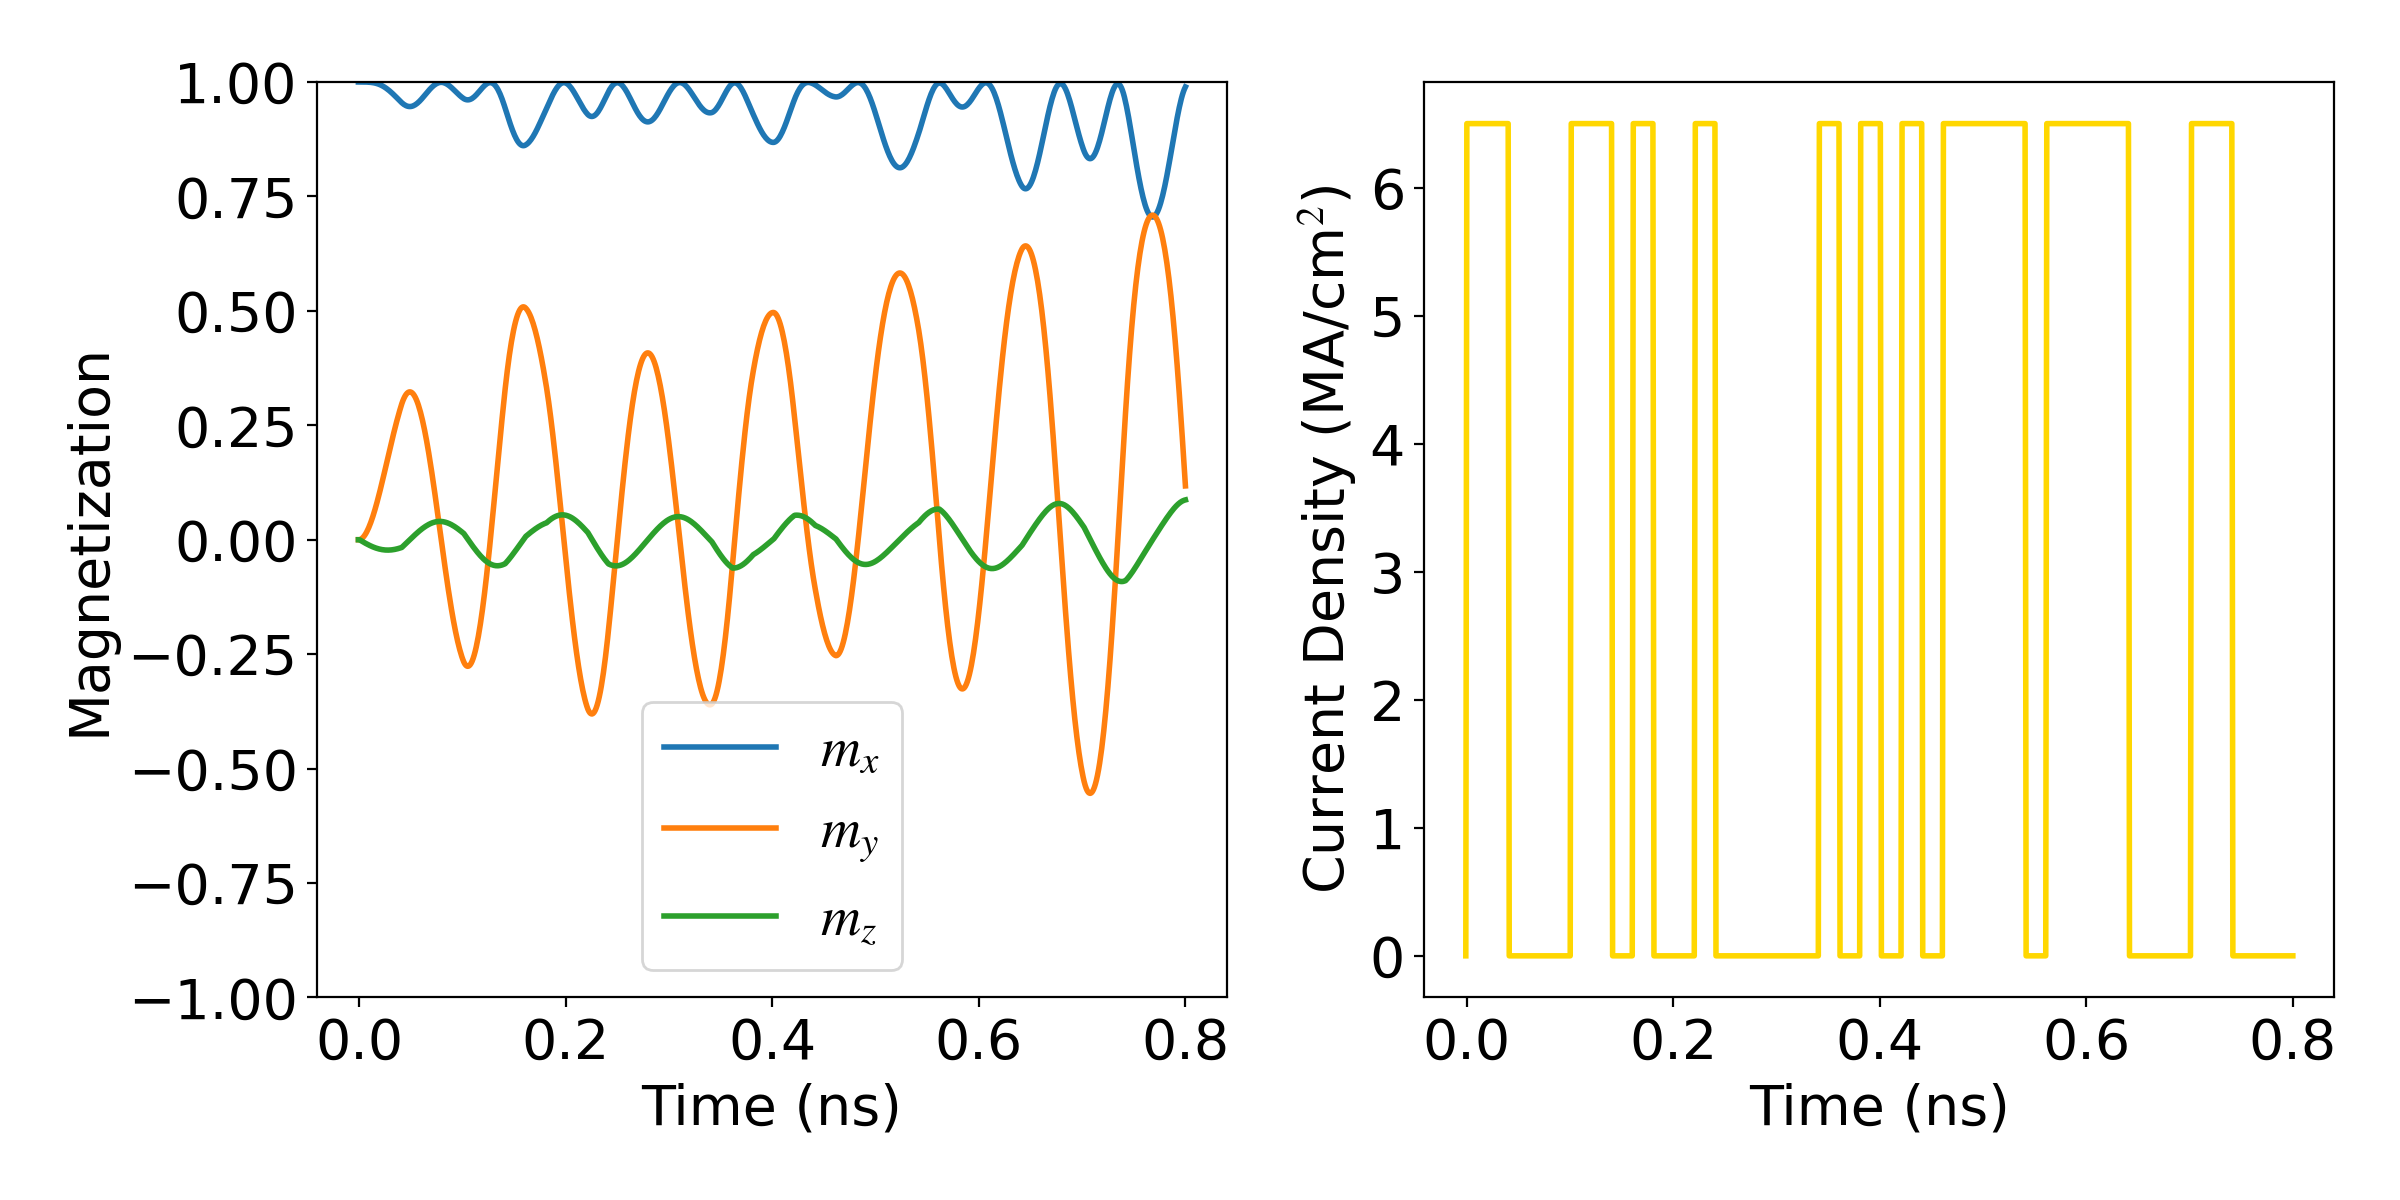 1.00
0.75
0.50
0.25
0.00
−0.25
−0.50
−0.75
−1.00
Magnetization
0.0 0.2 0.4 0.6 0.8
Time (ns)
m_x
m_y
m_z
6
5
4
3
2
1
0
Current Density (MA/cm²)
0.0 0.2 0.4 0.6 0.8
Time (ns)